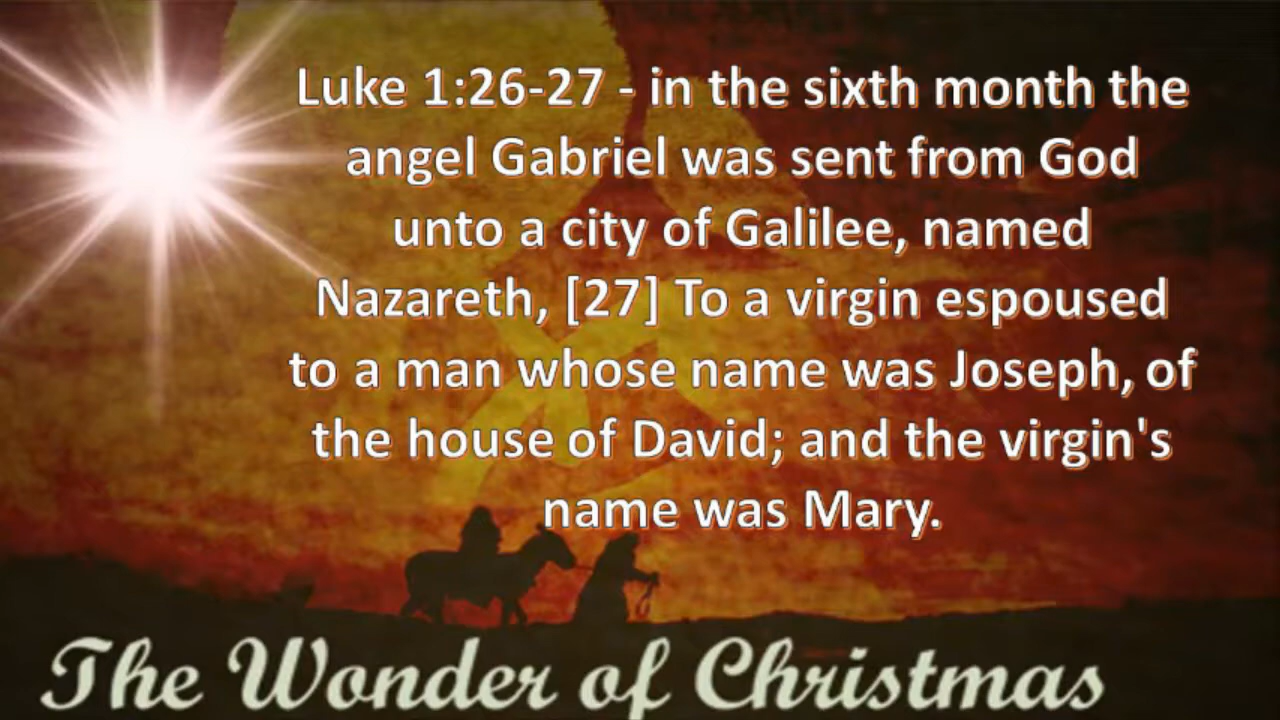 Luke 1:26-27 - in the sixth month the
angel Gabriel was sent from God
unto a city of Galilee, named
Nazareth, [27] To a virgin espoused
to a man whose name was Joseph, of
the house of David; and the virgin's
name was Mary.
The Wonder of Christmas